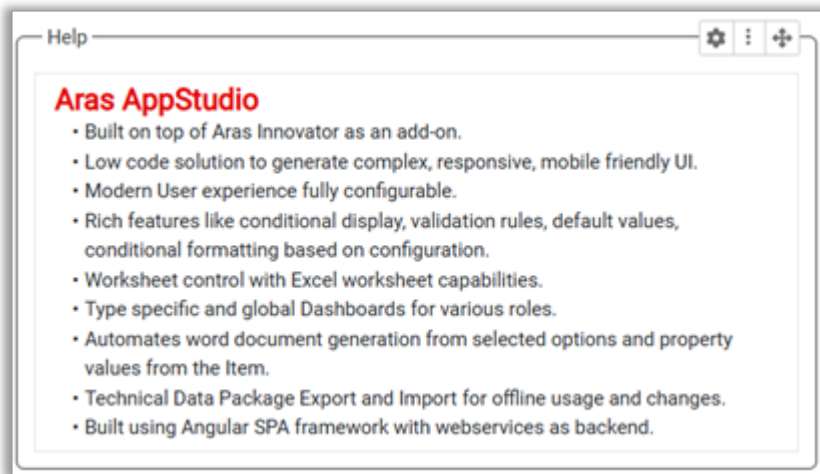 Help
Aras AppStudio
• Built on top of Aras Innovator as an add-on.
• Low code solution to generate complex, responsive, mobile friendly UI.
• Modern User experience fully configurable.
• Rich features like conditional display, validation rules, default values,
conditional formatting based on configuration.
• Worksheet control with Excel worksheet capabilities.
• Type specific and global Dashboards for various roles.
• Automates word document generation from selected options and property
values from the Item.
• Technical Data Package Export and Import for offline usage and changes.
• Built using Angular SPA framework with webservices as backend.